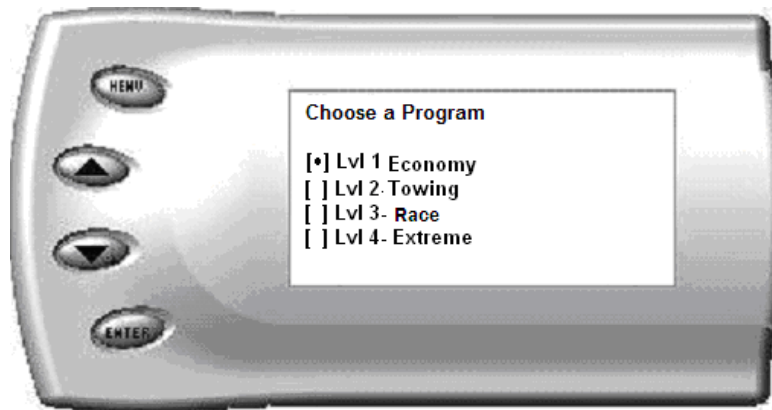 MENU
Choose a Program
[•] Lvl 1 Economy
[ ] Lvl 2- Towing
[ ] Lvl 3- Race
[ ] Lvl 4- Extreme
ENTER